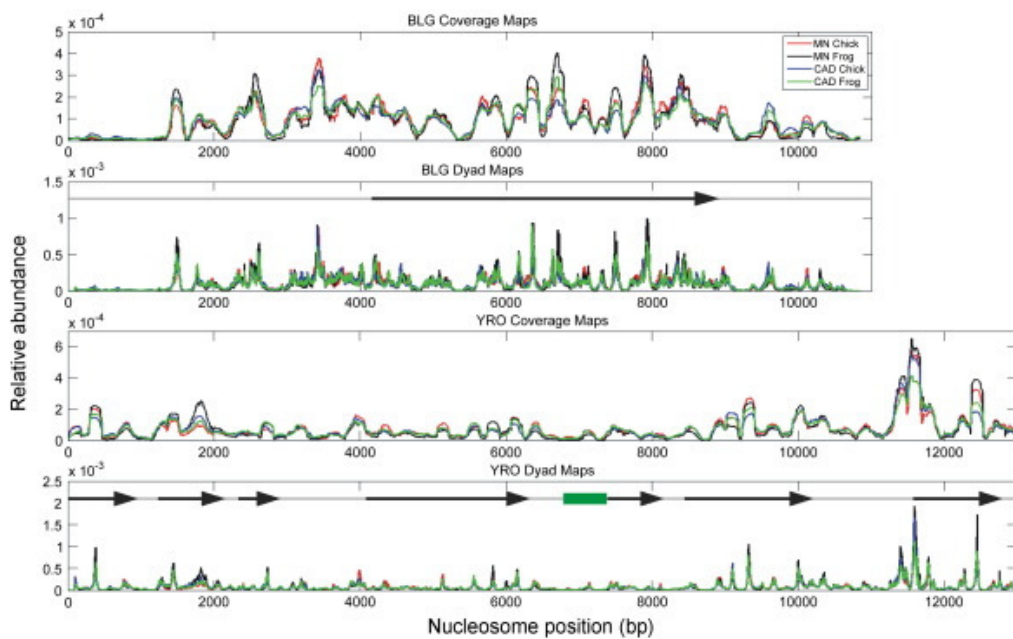 BLG Coverage Maps
x 10⁻⁴
5
4
3
2
1
0
MN Chick
MN Frog
CAD Chick
CAD Frog
0 2000 4000 6000 8000 10000
BLG Dyad Maps
x 10⁻³
1.5
1
0.5
0
0 2000 4000 6000 8000 10000
Relative abundance
YRO Coverage Maps
x 10⁻⁴
6
4
2
0
0 2000 4000 6000 8000 10000 12000
YRO Dyad Maps
x 10⁻³
2.5
2
1.5
1
0.5
0
0 2000 4000 6000 8000 10000 12000
Nucleosome position (bp)